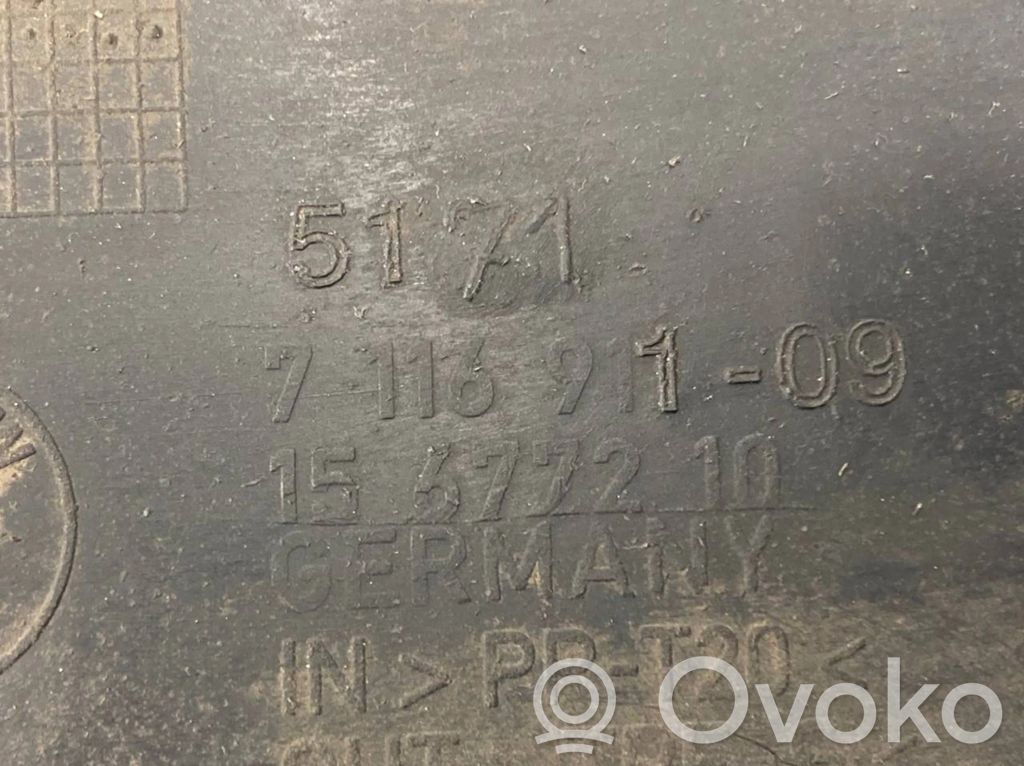 5171
7 116 911-09
15 6772 10
GERMANY
IN > PP-T20 <
Ovoko